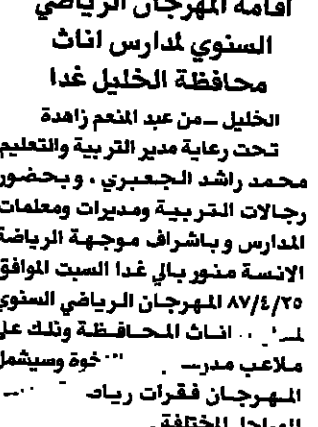 اقامة المهرجان الرياضي
السنوي لمدارس اناث
محافظة الخليل غدا
الخليل ـ من عبد المنعم زاهدة
تحت رعاية مدير التربية والتعليم
محمد راشد الجعبري ، وبحضور
رجالات التربية ومديرات ومعلمات
المدارس وباشراف موجهة الرياضة
الانسة منور بالي غدا السبت الموافق
٨٧/٤/٢٥ المهرجان الرياضي السنوي
اناث المحافظة وذلك على
ملاعب خوة وسيشمل
المهرجان فقرات
المراحل المختلفة .